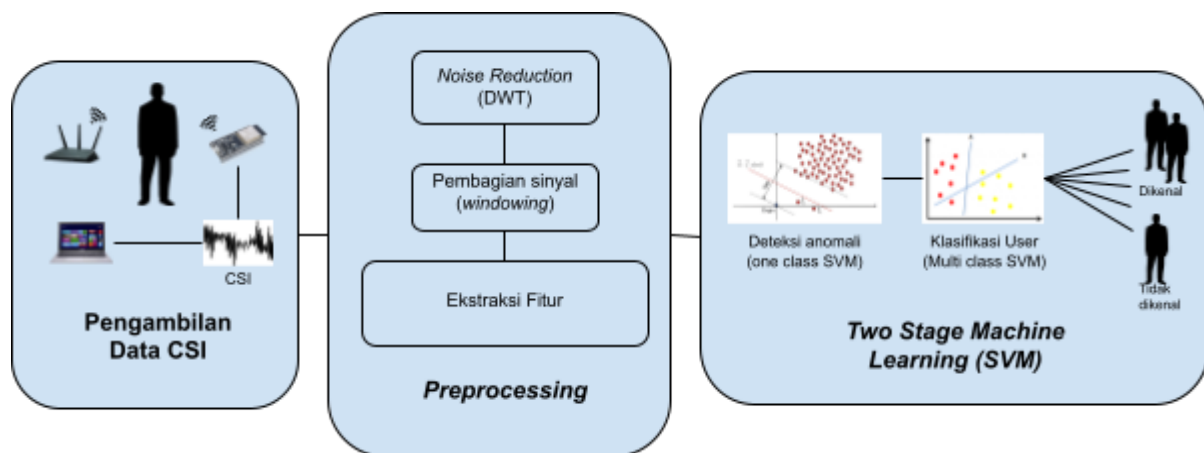 CSI
Pengambilan
Data CSI
Noise Reduction
(DWT)
Pembagian sinyal
(windowing)
Ekstraksi Fitur
Preprocessing
Deteksi anomali
(one class SVM)
Klasifikasi User
(Multi class SVM)
Dikenal
Tidak
dikenal
Two Stage Machine
Learning (SVM)